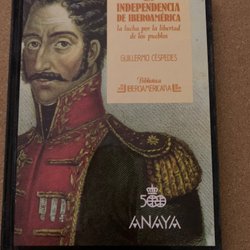 INDEPENDENCIA
DE IBEROAMÉRICA
la lucha por la libertad
de los pueblos
GUILLERMO CÉSPEDES
Biblioteca
IBEROAMERICANA
500
ANAYA